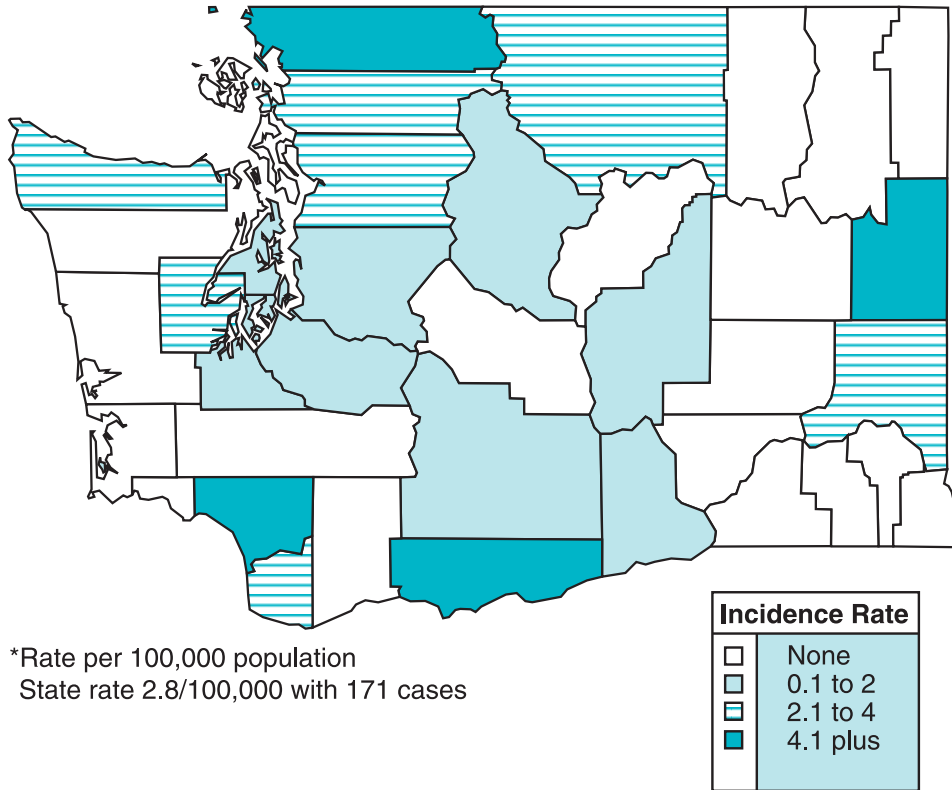 *Rate per 100,000 population
State rate 2.8/100,000 with 171 cases
Incidence Rate
None
0.1 to 2
2.1 to 4
4.1 plus